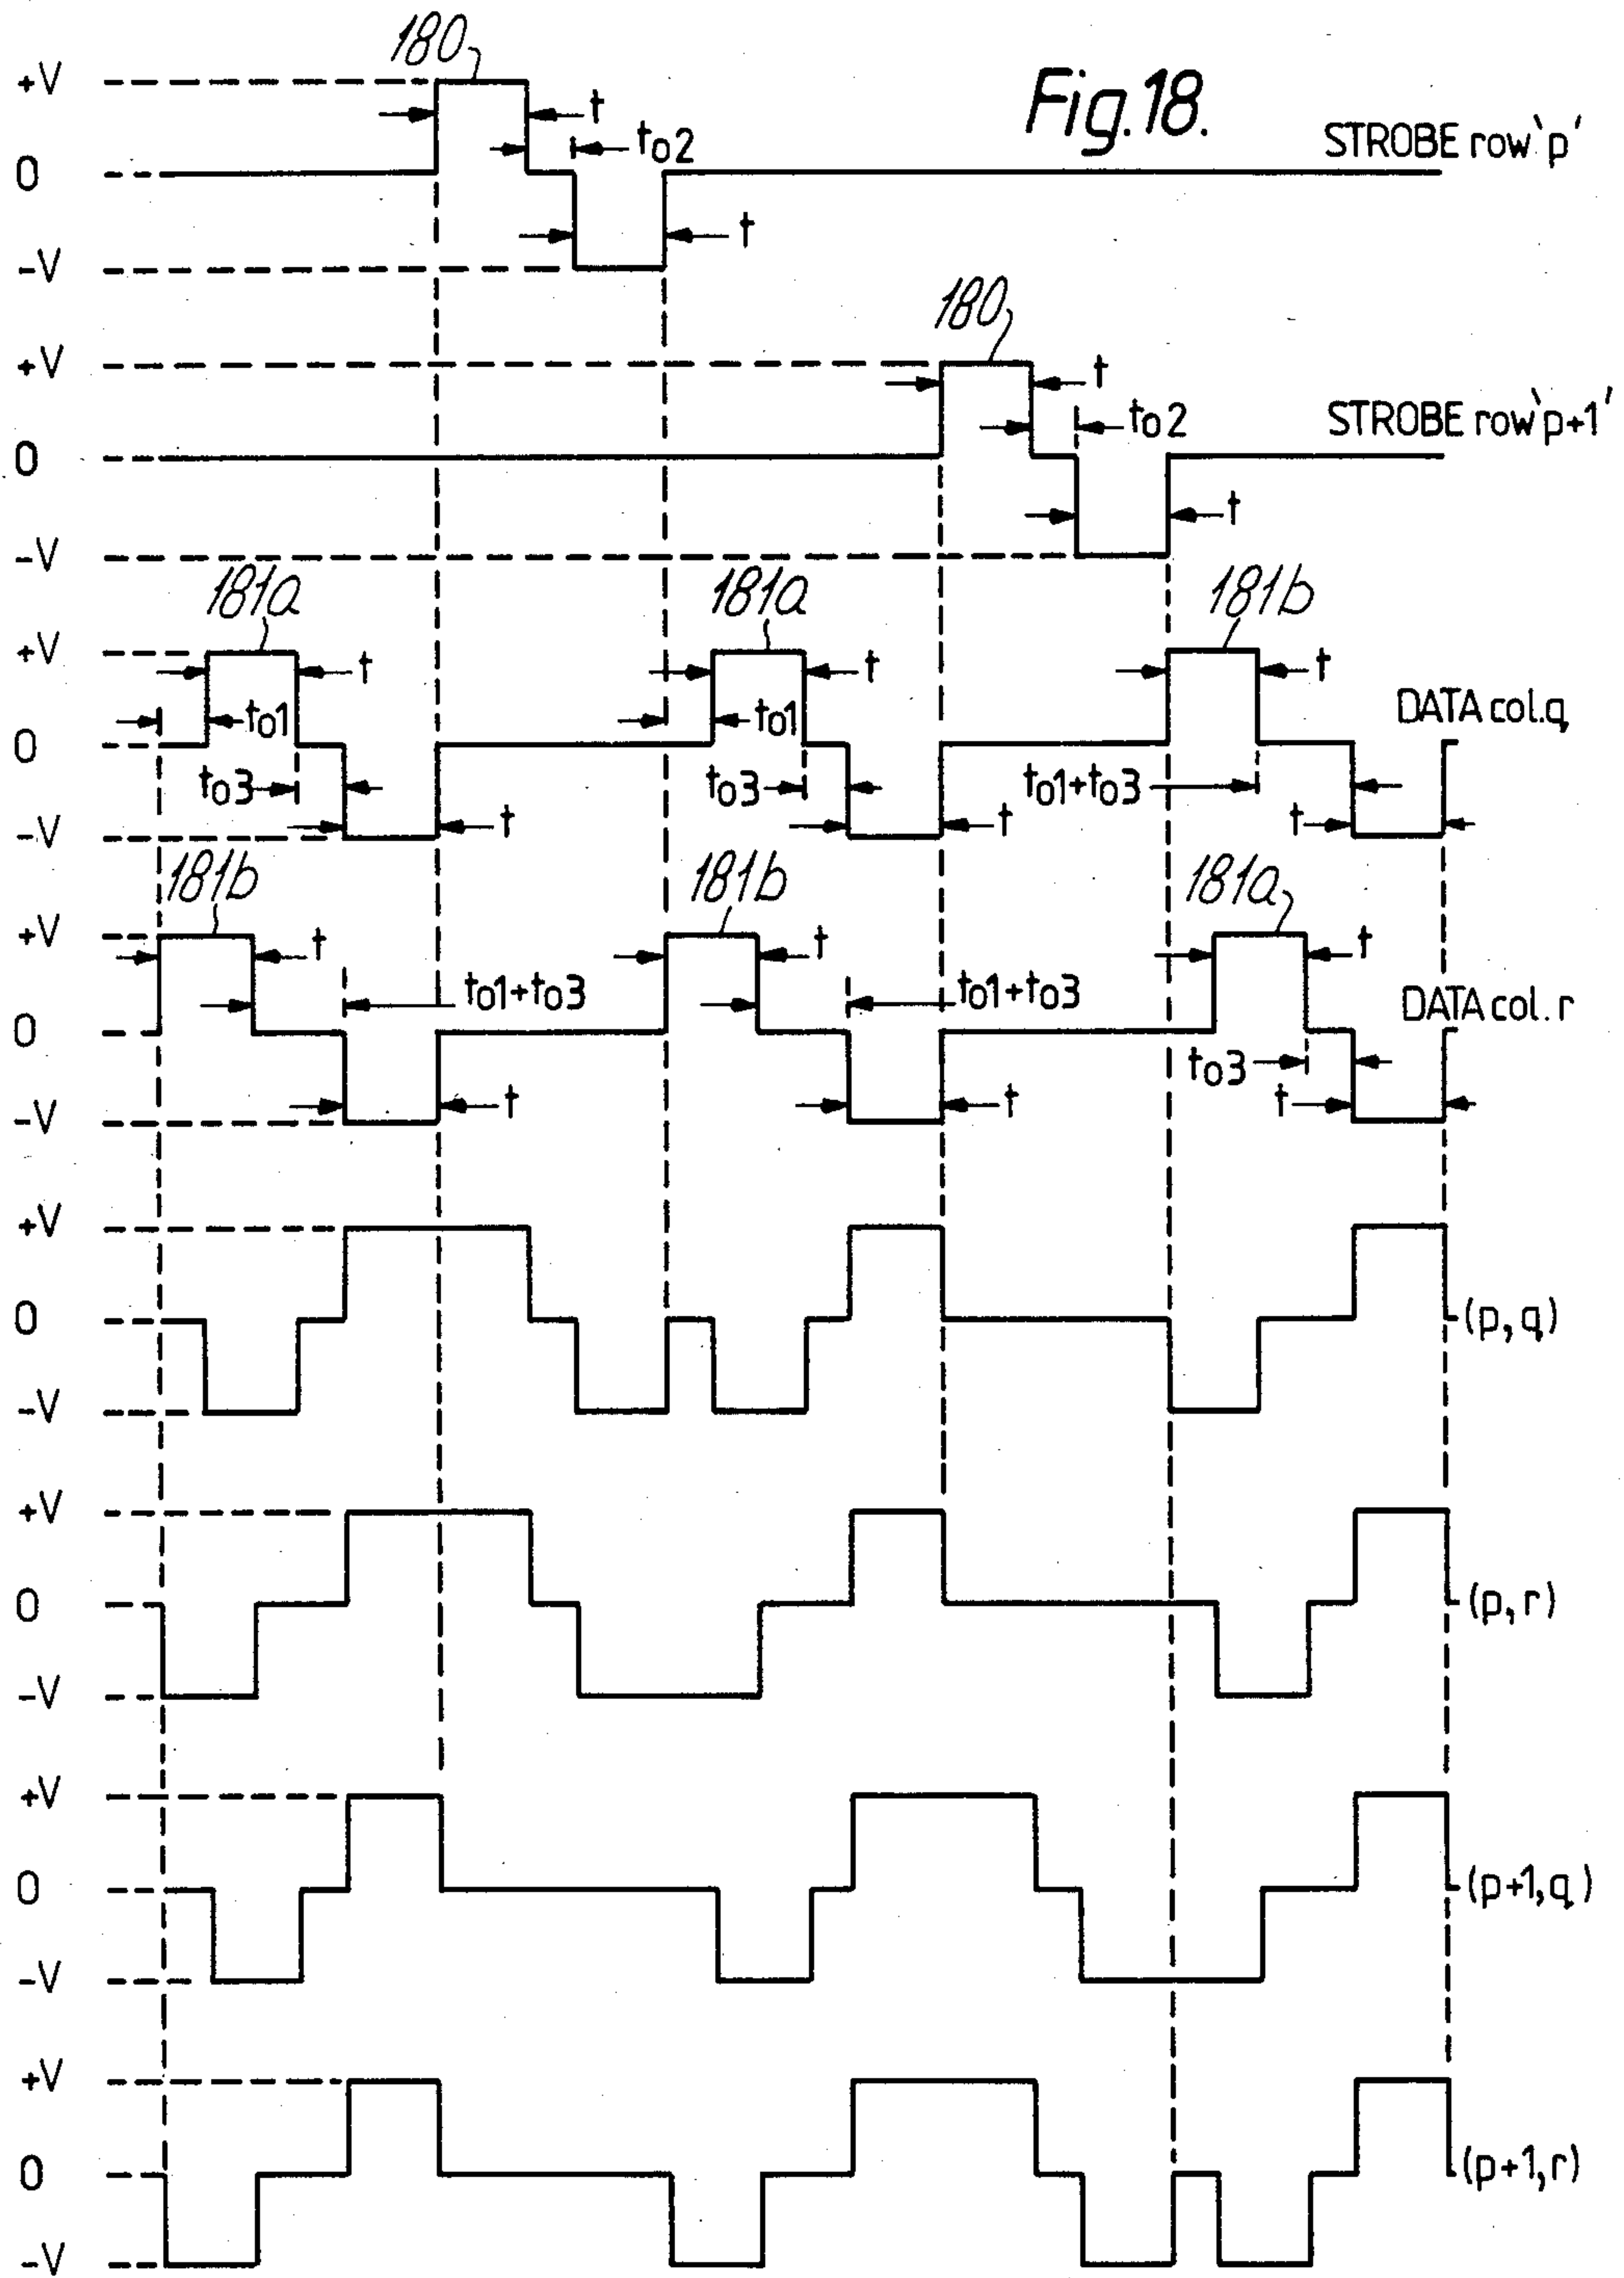 180
+V
Fig.18.
t
t02
STROBE row 'p'
0
t
-V
180
+V
t
t02
STROBE row 'p+1'
0
t
-V
181a 181a 181b
+V
t t t
t01 t01 DATA col.q
0
t03 t03 t01+t03
t t t
-V
181b 181b 181a
+V
t t t
t01+t03 t01+t03 DATA col. r
0
t03
t t t
-V
+V
0 (p,q)
-V
+V
0 (p,r)
-V
+V
0 (p+1,q)
-V
+V
0 (p+1,r)
-V